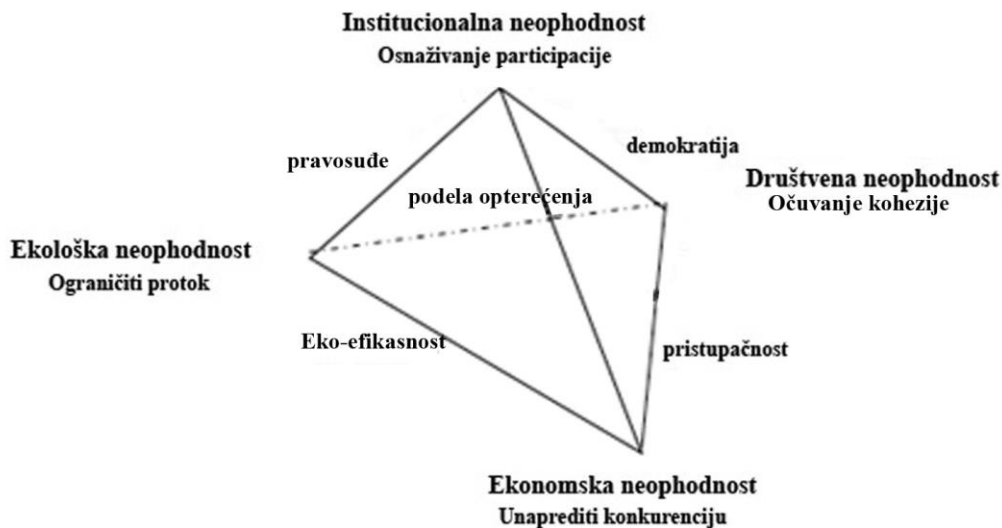 Institucionalna neophodnost
Osnaživanje participacije
pravosuđe
demokratija
podela opterećenja
Društvena neophodnost
Očuvanje kohezije
Ekološka neophodnost
Ograničiti protok
Eko-efikasnost
pristupačnost
Ekonomska neophodnost
Unaprediti konkurenciju